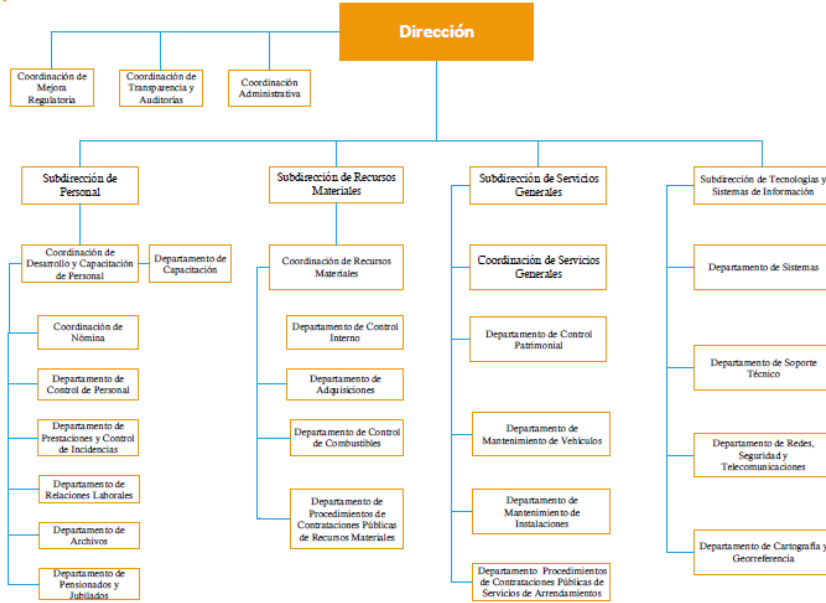 Dirección
Coordinación de
Mejora
Regulatoria
Coordinación de
Transparencia y
Auditorías
Coordinación
Administrativa
Subdirección de
Personal
Subdirección de Recursos
Materiales
Subdirección de Servicios
Generales
Subdirección de Tecnologías y
Sistemas de Información
Coordinación de
Desarrollo y Capacitación
de Personal
Departamento de
Capacitación
Coordinación de Recursos
Materiales
Coordinación de Servicios
Generales
Departamento de Sistemas
Coordinación de
Nómina
Departamento de Control
Interno
Departamento de Control
Patrimonial
Departamento de Soporte
Técnico
Departamento de
Control de Personal
Departamento de
Adquisiciones
Departamento de
Prestaciones y Control
de Incidencias
Departamento de Control
de Combustibles
Departamento de
Mantenimiento de Vehículos
Departamento de Redes,
Seguridad y
Telecomunicaciones
Departamento de
Relaciones Laborales
Departamento de
Procedimientos de
Contrataciones Públicas
de Recursos Materiales
Departamento de
Mantenimiento de
Instalaciones
Departamento de
Archivos
Departamento de Cartografía y
Georreferencia
Departamento de
Pensionados y
Jubilados
Departamento Procedimientos
de Contrataciones Públicas de
Servicios de Arrendamientos